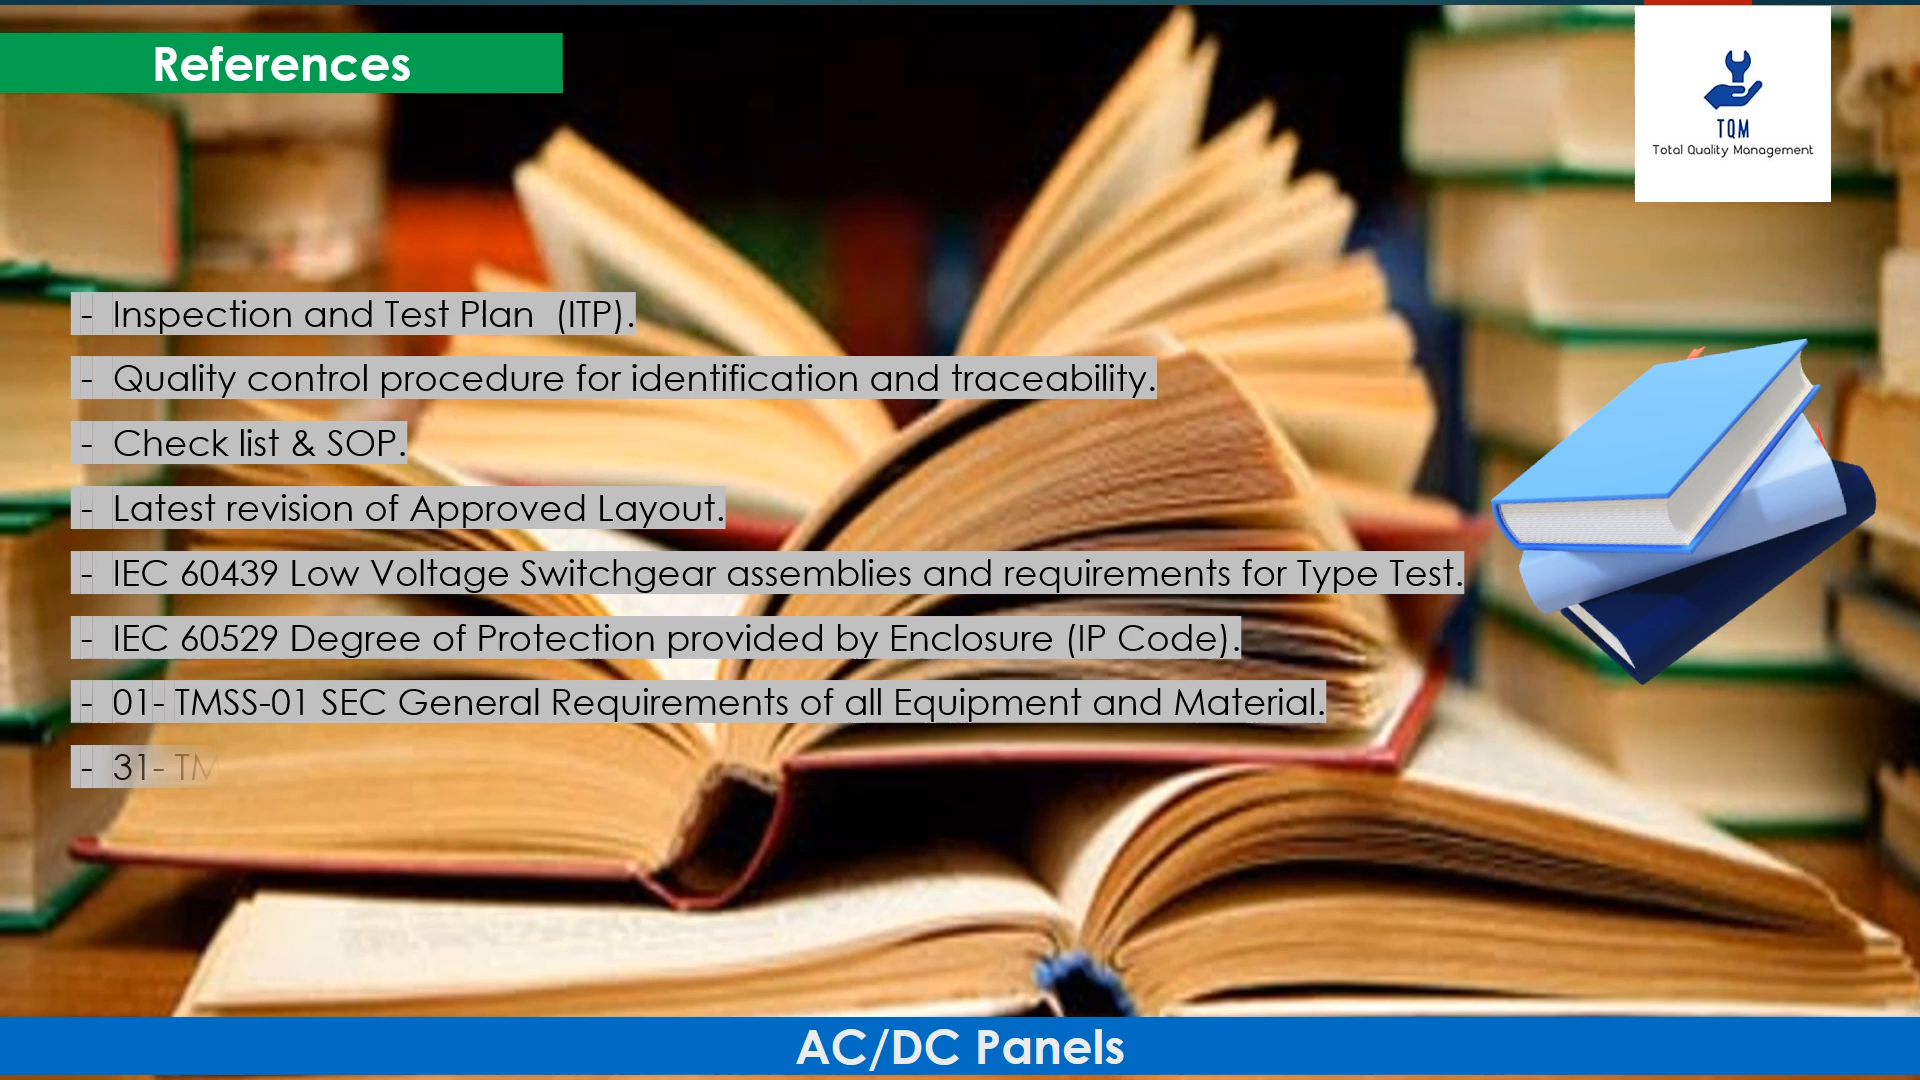 References
TQM
Total Quality Management
- Inspection and Test Plan (ITP).
- Quality control procedure for identification and traceability.
- Check list & SOP.
- Latest revision of Approved Layout.
- IEC 60439 Low Voltage Switchgear assemblies and requirements for Type Test.
- IEC 60529 Degree of Protection provided by Enclosure (IP Code).
- 01- TMSS-01 SEC General Requirements of all Equipment and Material.
- 31- TM
AC/DC Panels